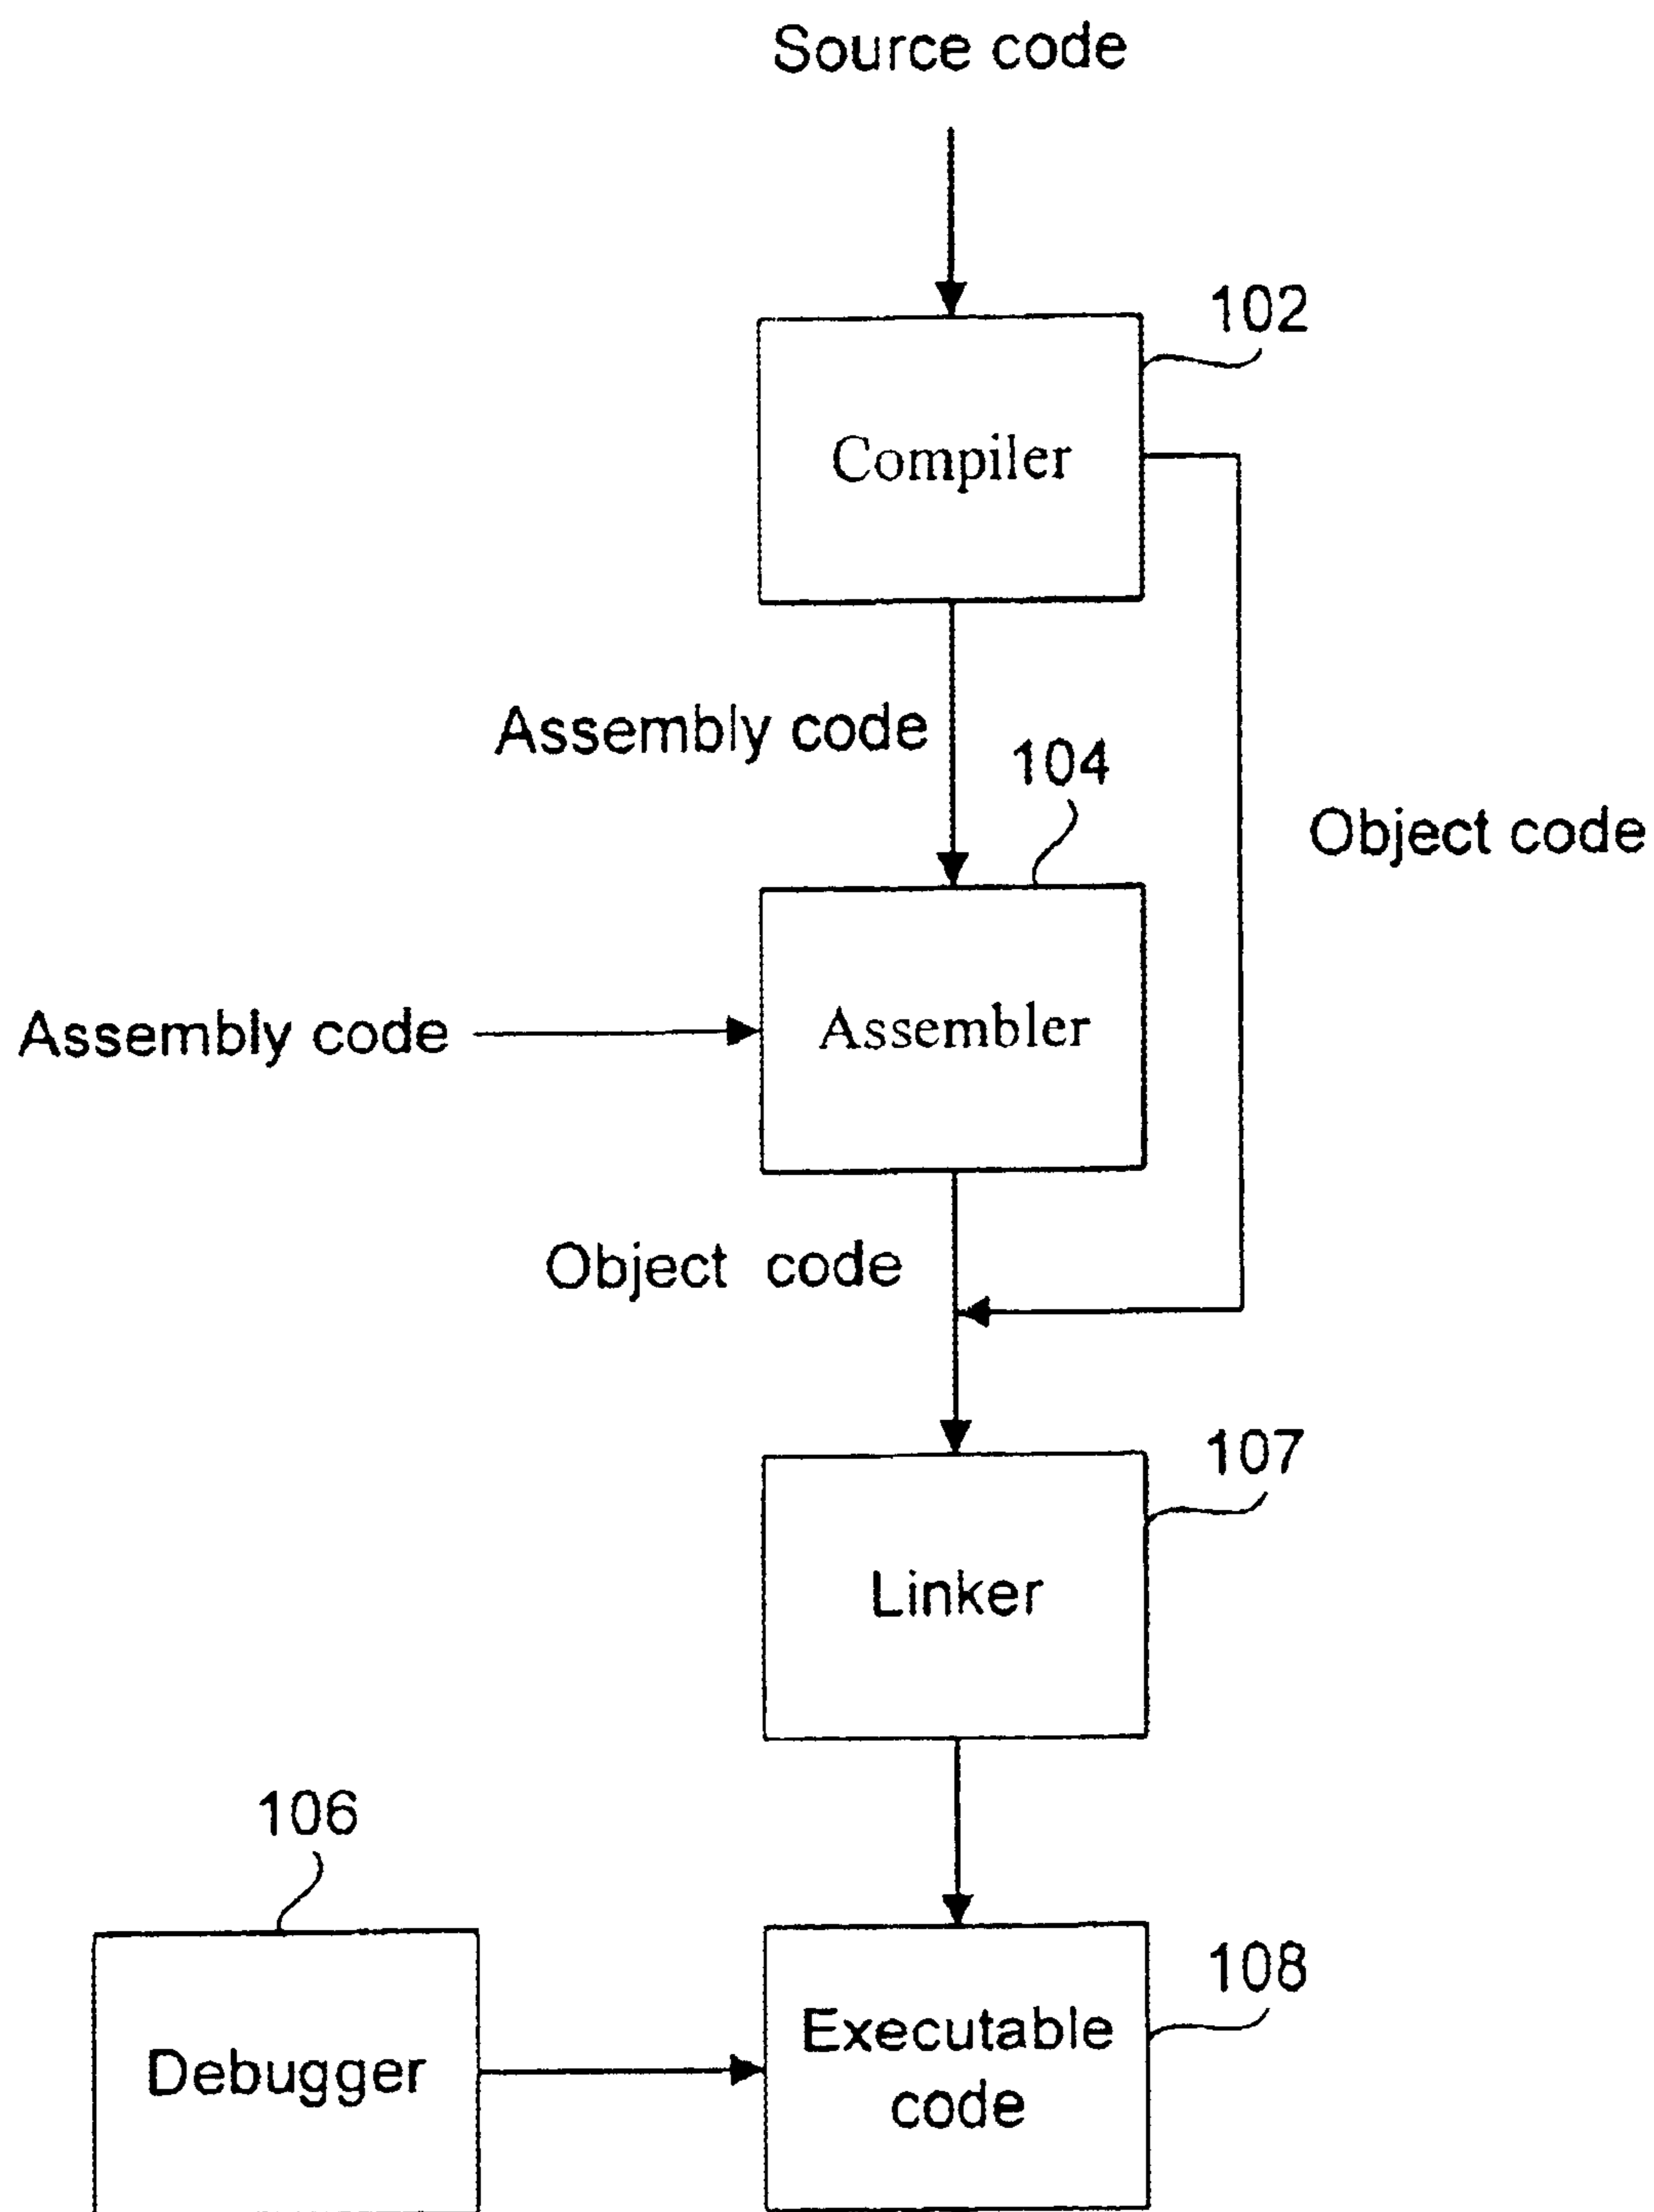 Source code
102
Compiler
Assembly code
104
Object code
Assembly code
Assembler
Object code
107
Linker
106
108
Debugger
Executable
code